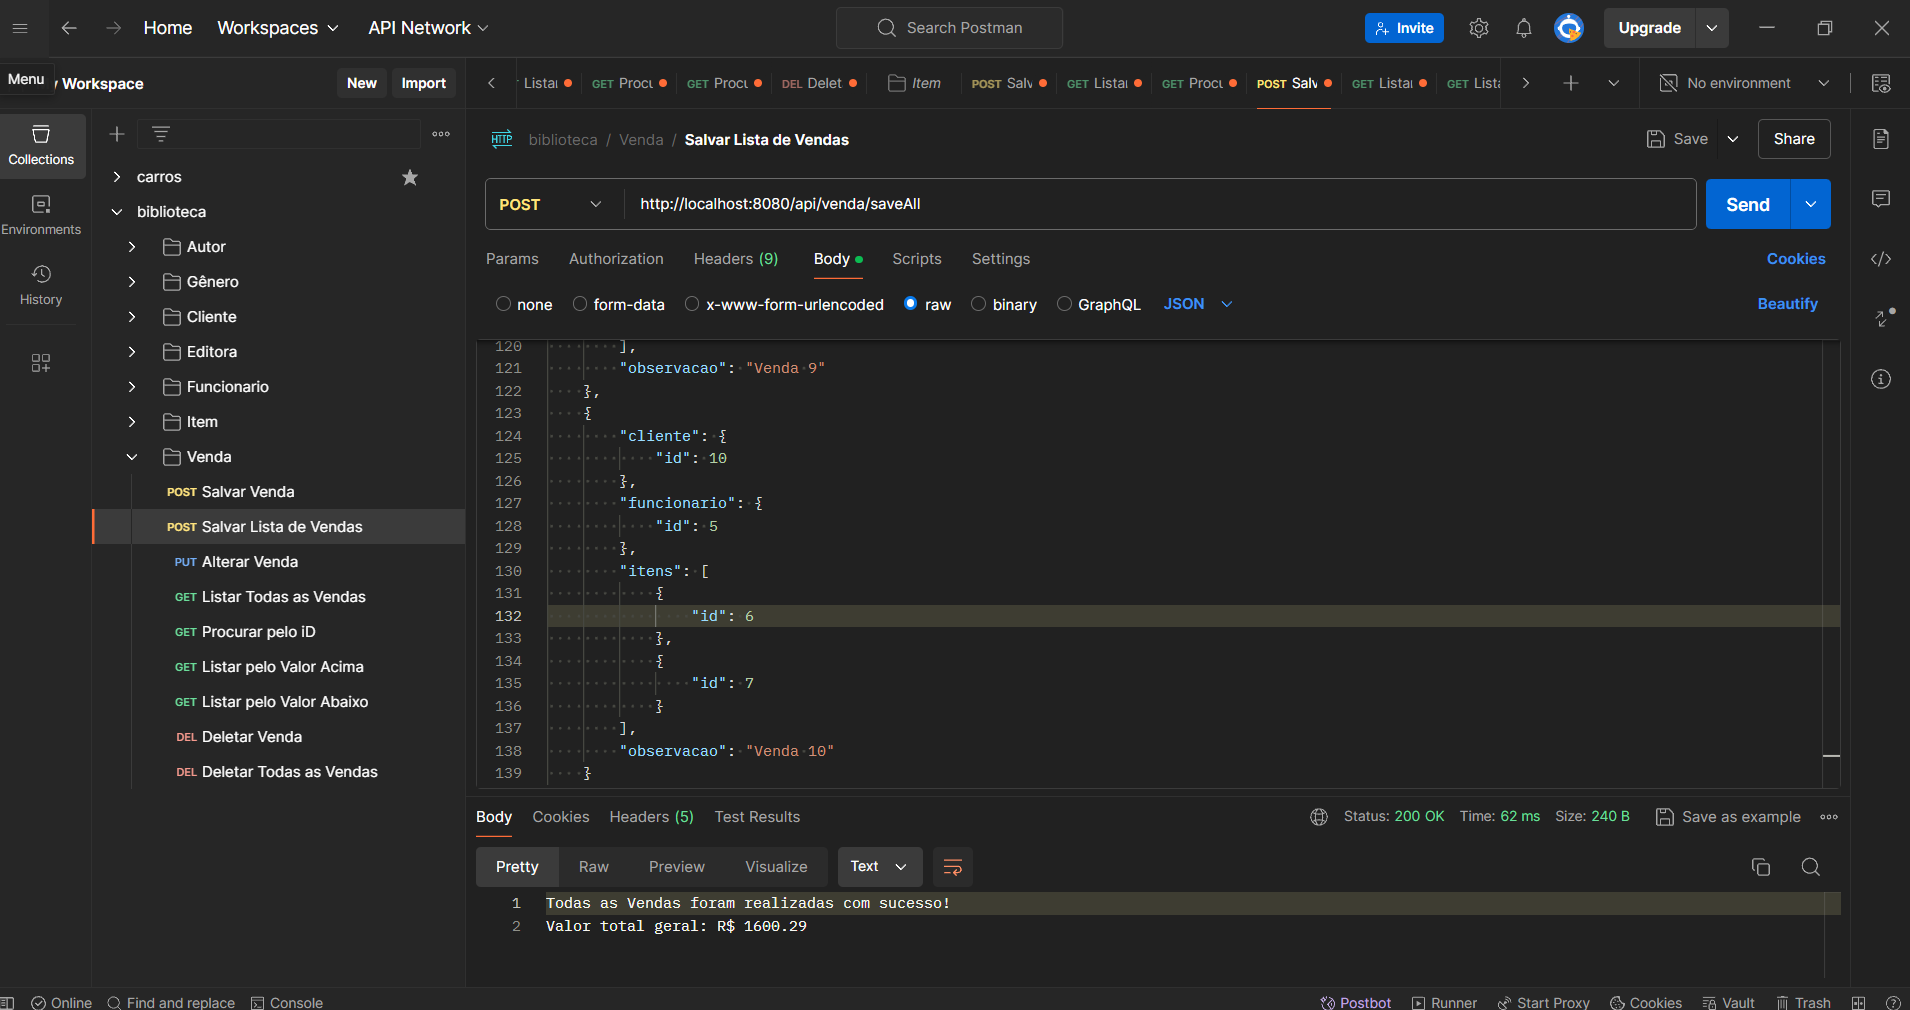 Home Workspaces API Network Search Postman Invite Upgrade
Menu y Workspace New Import
Listar GET Procu GET Procu DEL Delet Item POST Salv GET Listar GET Procu POST Salv GET Listar GET Lista No environment
Collections
Environments
History
carros
biblioteca
Autor
Gênero
Cliente
Editora
Funcionario
Item
Venda
POST Salvar Venda
POST Salvar Lista de Vendas
PUT Alterar Venda
GET Listar Todas as Vendas
GET Procurar pelo iD
GET Listar pelo Valor Acima
GET Listar pelo Valor Abaixo
DEL Deletar Venda
DEL Deletar Todas as Vendas
HTTP biblioteca / Venda / Salvar Lista de Vendas Save Share
POST http://localhost:8080/api/venda/saveAll Send
Params Authorization Headers (9) Body Scripts Settings Cookies
none form-data x-www-form-urlencoded raw binary GraphQL JSON Beautify
120 ],
121 "observacao": "Venda 9"
122 },
123 {
124 "cliente": {
125 "id": 10
126 },
127 "funcionario": {
128 "id": 5
129 },
130 "itens": [
131 {
132 "id": 6
133 },
134 {
135 "id": 7
136 }
137 ],
138 "observacao": "Venda 10"
139 }
Body Cookies Headers (5) Test Results Status: 200 OK Time: 62 ms Size: 240 B Save as example
Pretty Raw Preview Visualize Text
1 Todas as Vendas foram realizadas com sucesso!
2 Valor total geral: R$ 1600.29
Online Find and replace Console Postbot Runner Start Proxy Cookies Vault Trash